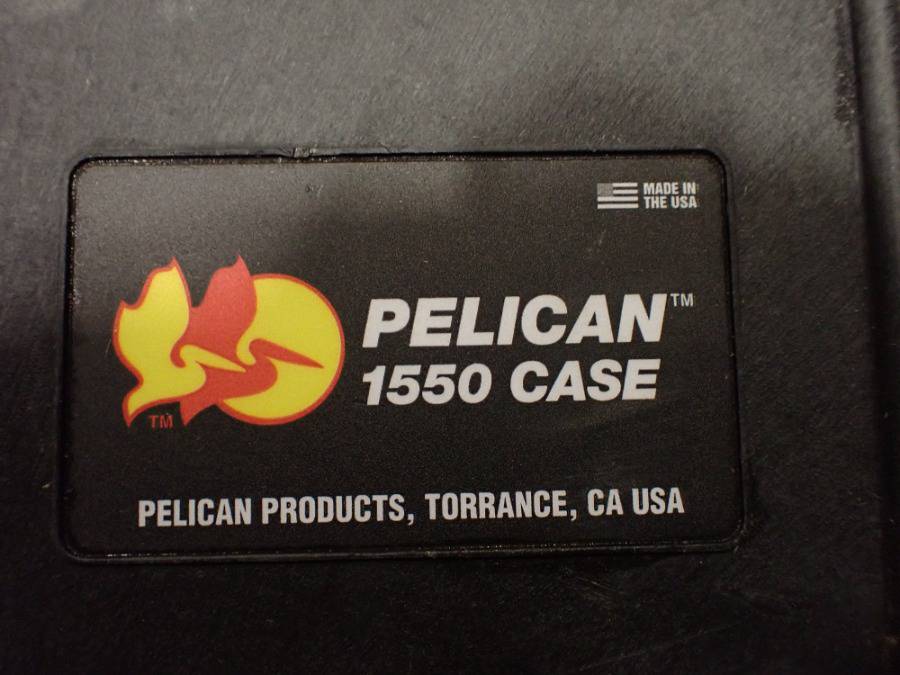 MADE IN
THE USA
PELICAN™
1550 CASE
TM
PELICAN PRODUCTS, TORRANCE, CA USA